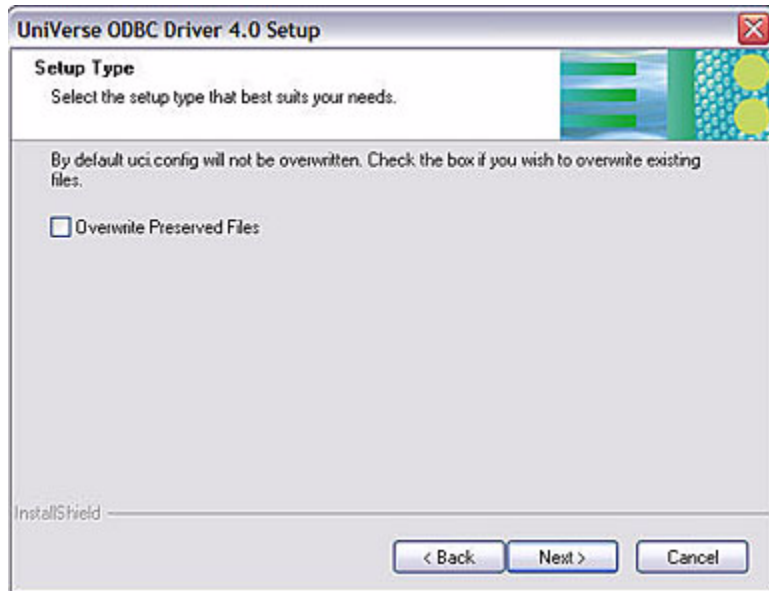 UniVerse ODBC Driver 4.0 Setup
Setup Type
Select the setup type that best suits your needs.
By default uci.config will not be overwritten. Check the box if you wish to overwrite existing
files.
Overwrite Preserved Files
InstallShield
< Back Next > Cancel